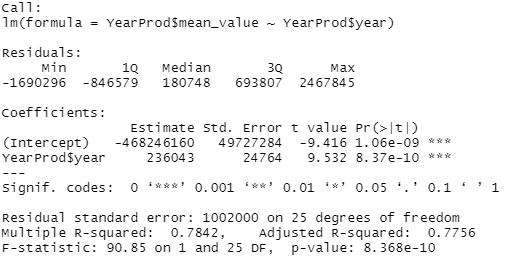 Call:
lm(formula = YearProd$mean_value ~ YearProd$year)
Residuals:
Min 1Q Median 3Q Max
-1690296 -846579 180748 693807 2467845
Coefficients:
Estimate Std. Error t value Pr(>|t|)
(Intercept) -468246160 49727284 -9.416 1.06e-09 ***
YearProd$year 236043 24764 9.532 8.37e-10 ***
---
Signif. codes: 0 ‘***’ 0.001 ‘**’ 0.01 ‘*’ 0.05 ‘.’ 0.1 ‘ ’ 1
Residual standard error: 1002000 on 25 degrees of freedom
Multiple R-squared: 0.7842, Adjusted R-squared: 0.7756
F-statistic: 90.85 on 1 and 25 DF, p-value: 8.368e-10